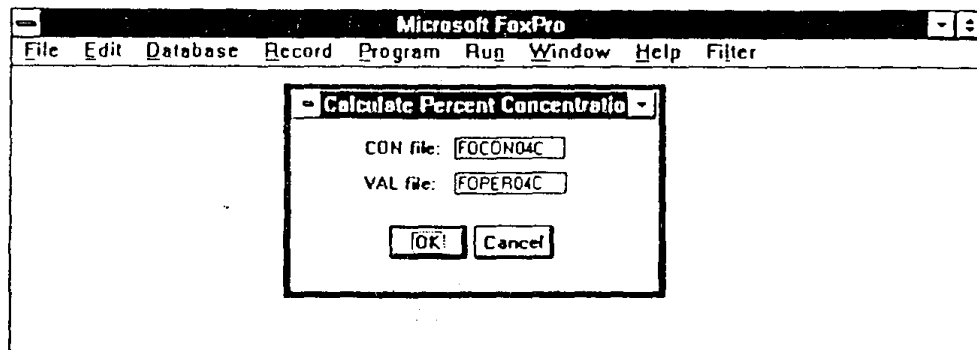 Microsoft FoxPro
File Edit Database Record Program Run Window Help Filter
Calculate Percent Concentratio
CON file: FOCON04C
VAL file: FOPER04C
OK Cancel